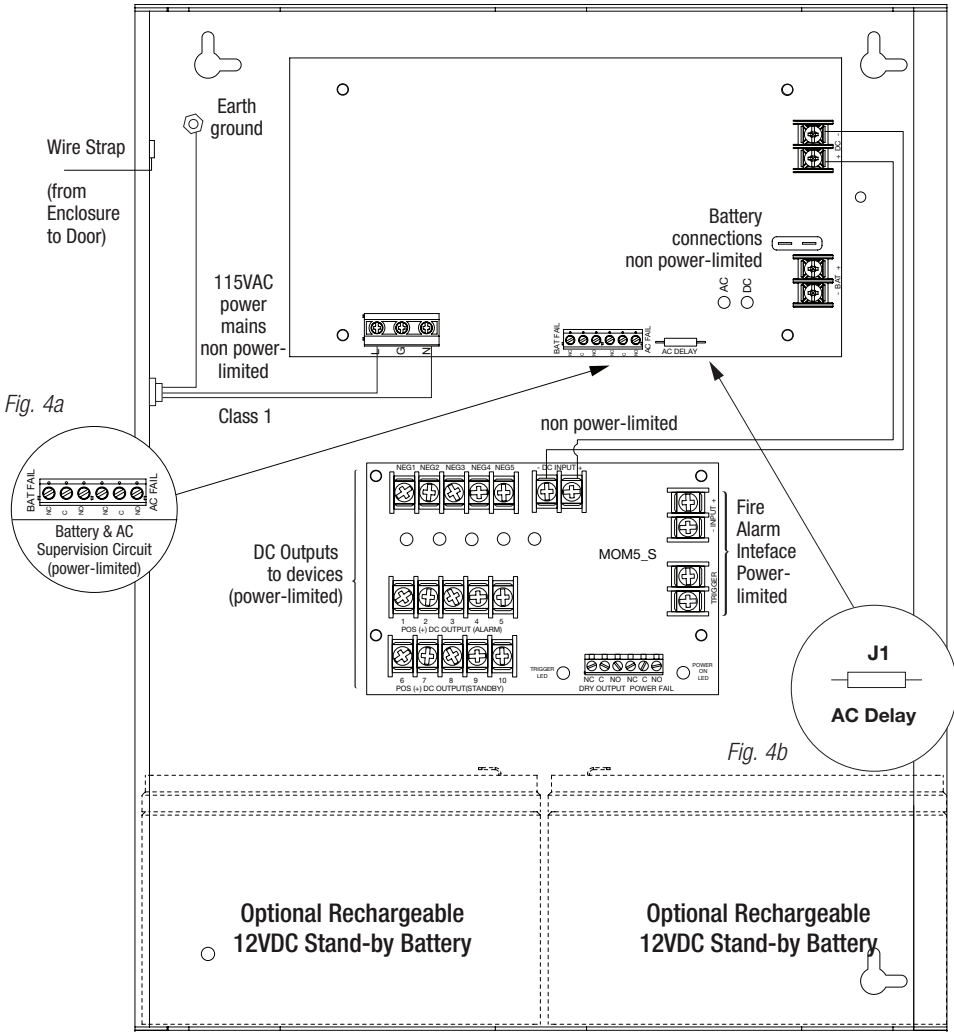 Earth
ground
Wire Strap
(from
Enclosure
to Door)
- DC +
Battery
connections
non power-limited
AC
DC
- BAT +
115VAC
power
mains
non power-
limited
L
G
N
BAT FAIL
NC
C
NO
NC
C
NO
AC FAIL
AC DELAY
Class 1
Fig. 4a
non power-limited
BAT FAIL
NC
C
NO
NC
C
NO
AC FAIL
Battery & AC
Supervision Circuit
(power-limited)
NEG1 NEG2 NEG3 NEG4 NEG5
- DC INPUT +
- INPUT +
MOM5_S
TRIGGER
Fire
Alarm
Inteface
Power-
limited
DC Outputs
to devices
(power-limited)
1 2 3 4 5
POS (+) DC OUTPUT (ALARM)
6 7 8 9 10
POS (+) DC OUTPUT(STANDBY)
TRIGGER
LED
NC C NO NC C NO
DRY OUTPUT POWER FAIL
POWER
ON
LED
J1
AC Delay
Fig. 4b
Optional Rechargeable
12VDC Stand-by Battery
Optional Rechargeable
12VDC Stand-by Battery